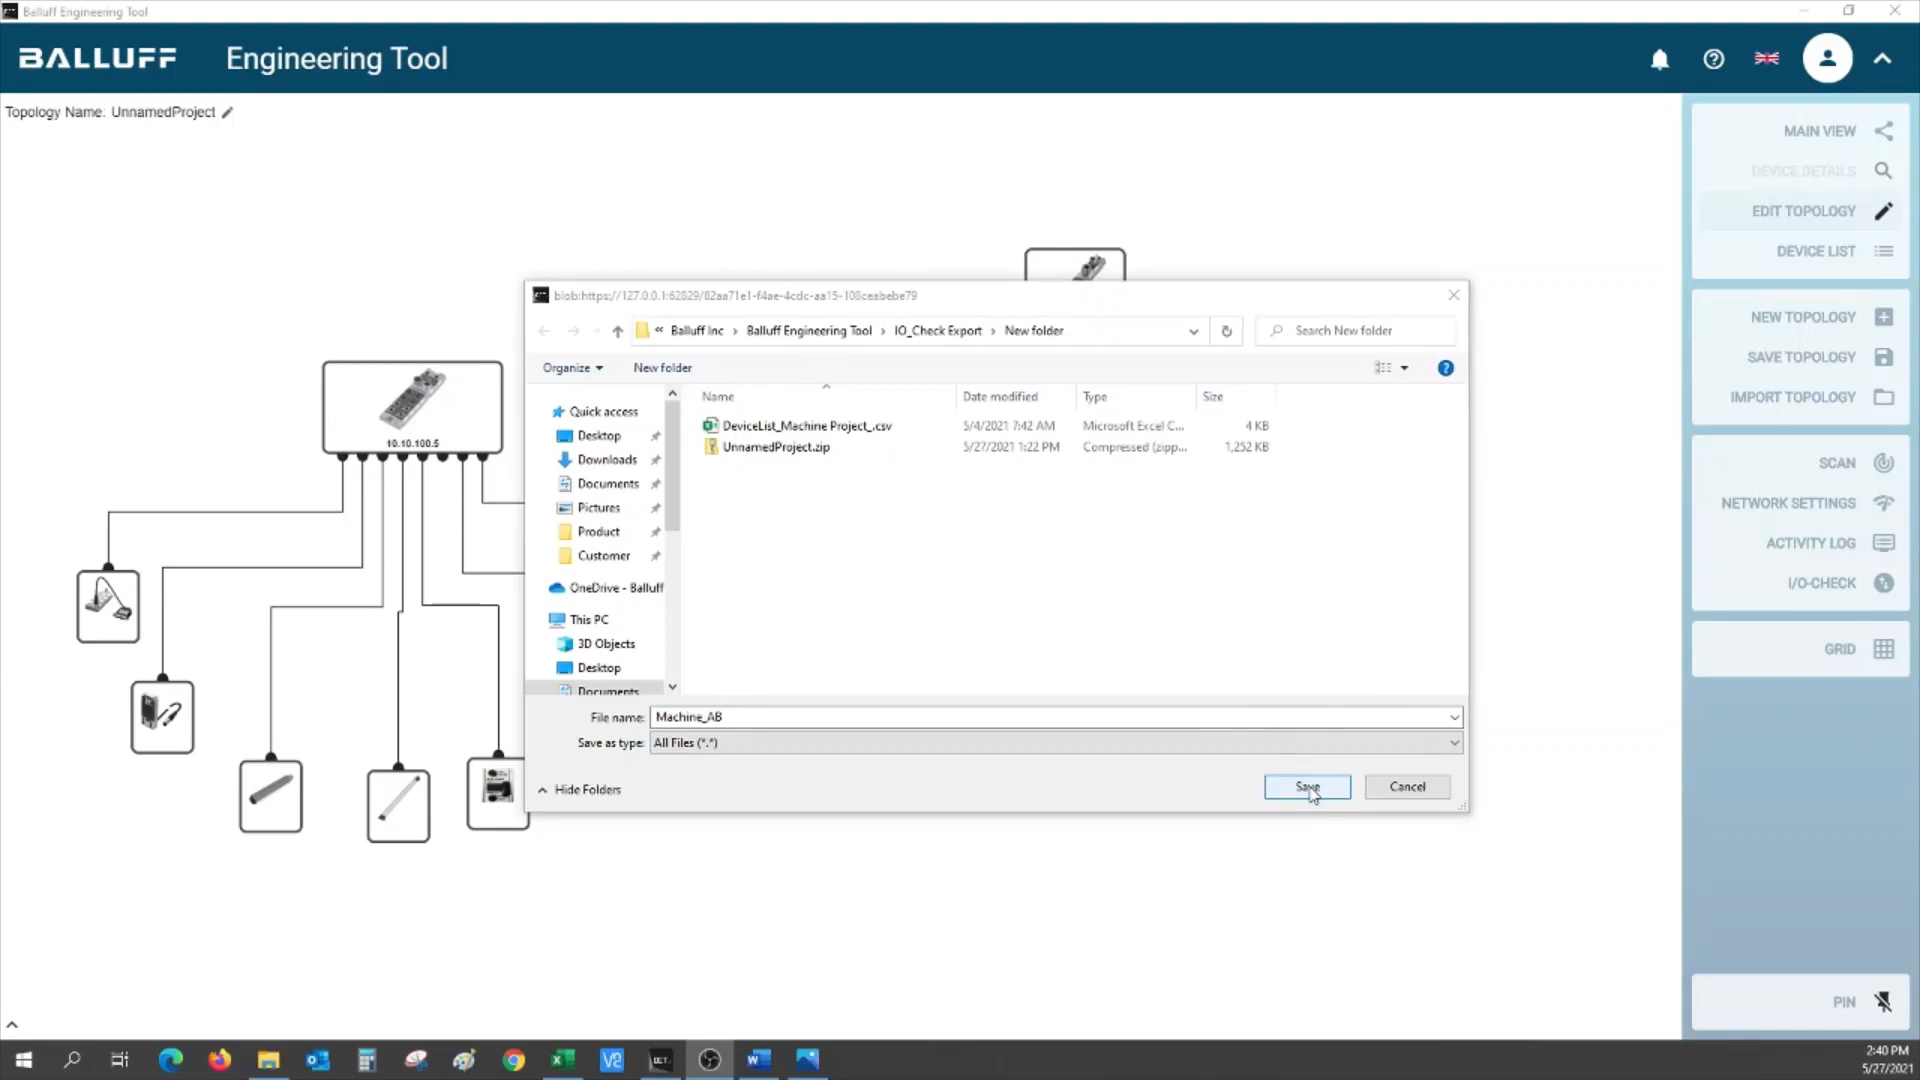 Balluff Engineering Tool
BALLUFF
Engineering Tool
Topology Name: UnnamedProject
10.10.100.5
blob:https://127.0.0.1:62829/82aa71e1-f4ae-4cdc-aa15-108ceabebe79
« Balluff Inc › Balluff Engineering Tool › IO_Check Export › New folder
Search New folder
Organize
New folder
Quick access
Desktop
Downloads
Documents
Pictures
Product
Customer
OneDrive - Balluff
This PC
3D Objects
Desktop
Documents
Name Date modified Type Size
DeviceList_Machine Project_.csv 5/4/2021 7:42 AM Microsoft Excel C... 4 KB
UnnamedProject.zip 5/27/2021 1:22 PM Compressed (zipp... 1,252 KB
File name: Machine_AB
Save as type: All Files (*.*)
Hide Folders
Save
Cancel
MAIN VIEW
DEVICE DETAILS
EDIT TOPOLOGY
DEVICE LIST
NEW TOPOLOGY
SAVE TOPOLOGY
IMPORT TOPOLOGY
SCAN
NETWORK SETTINGS
ACTIVITY LOG
I/O-CHECK
GRID
PIN
2:40 PM
5/27/2021